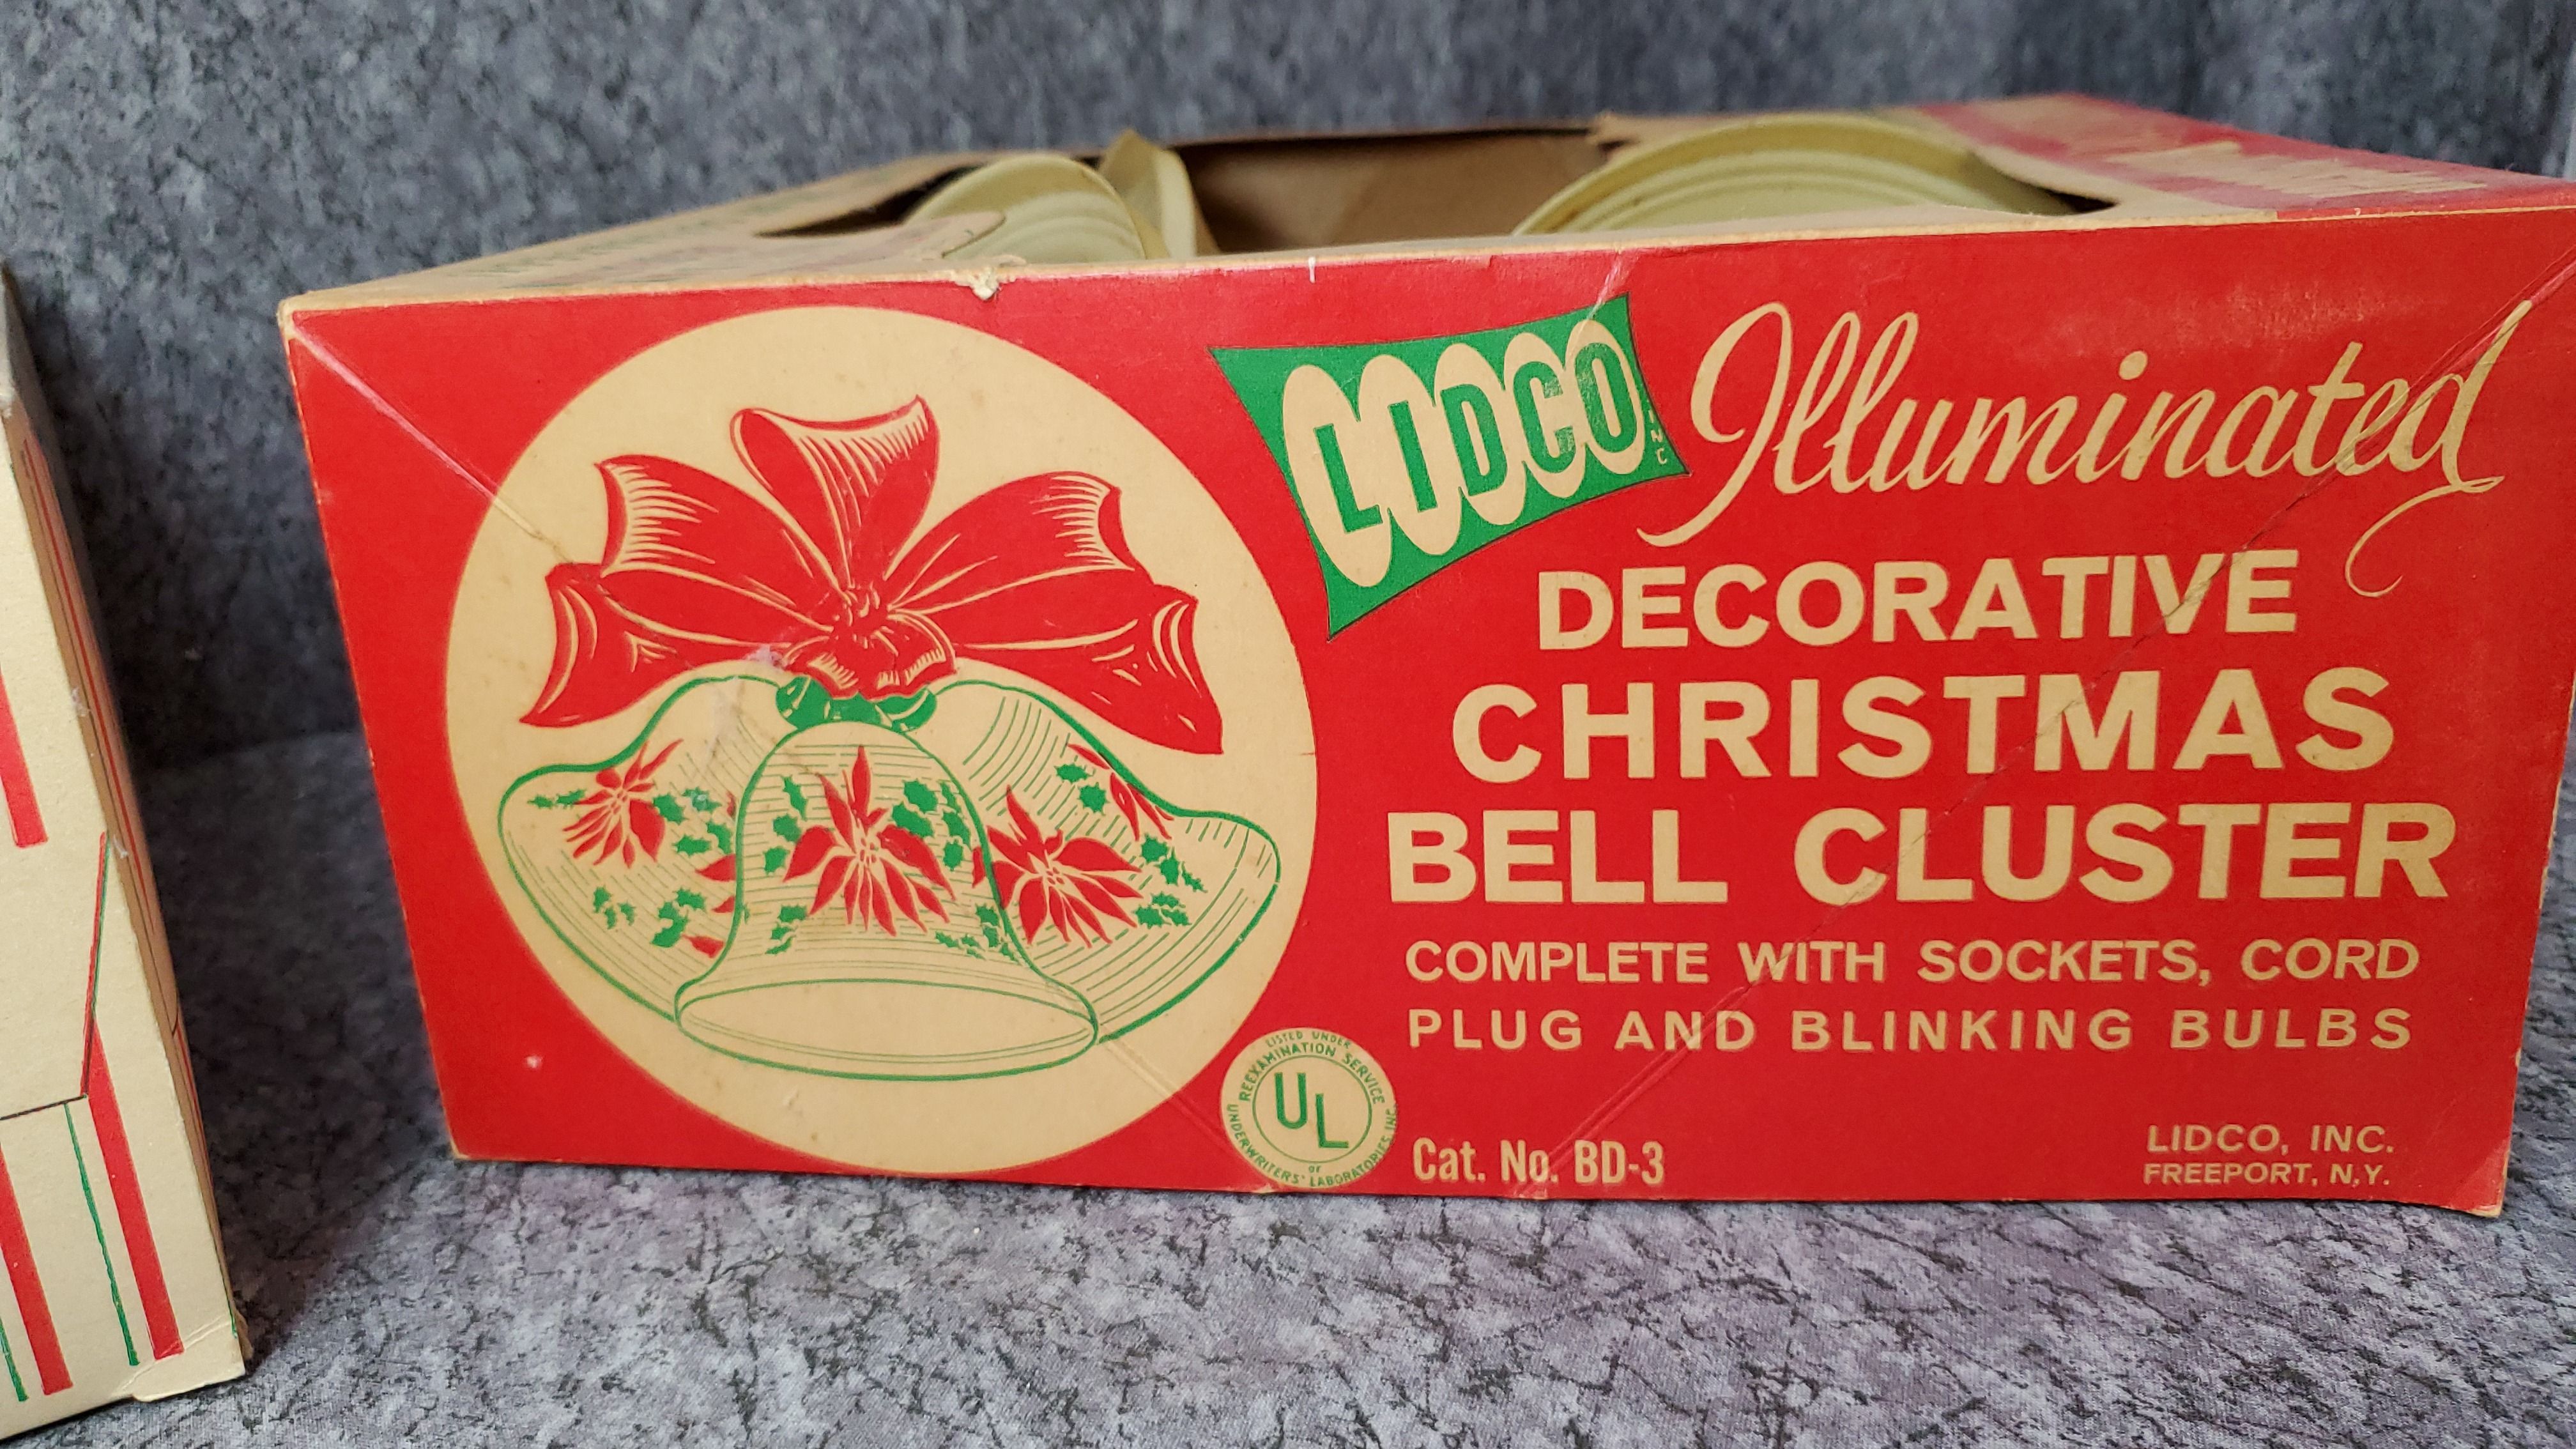 LIDCO
INC
Illuminated
DECORATIVE
CHRISTMAS
BELL CLUSTER
COMPLETE WITH SOCKETS, CORD
PLUG AND BLINKING BULBS
LISTED UNDER
REEXAMINATION SERVICE
UL
OF
UNDERWRITERS' LABORATORIES INC.
Cat. No. BD-3
LIDCO, INC.
FREEPORT, N.Y.